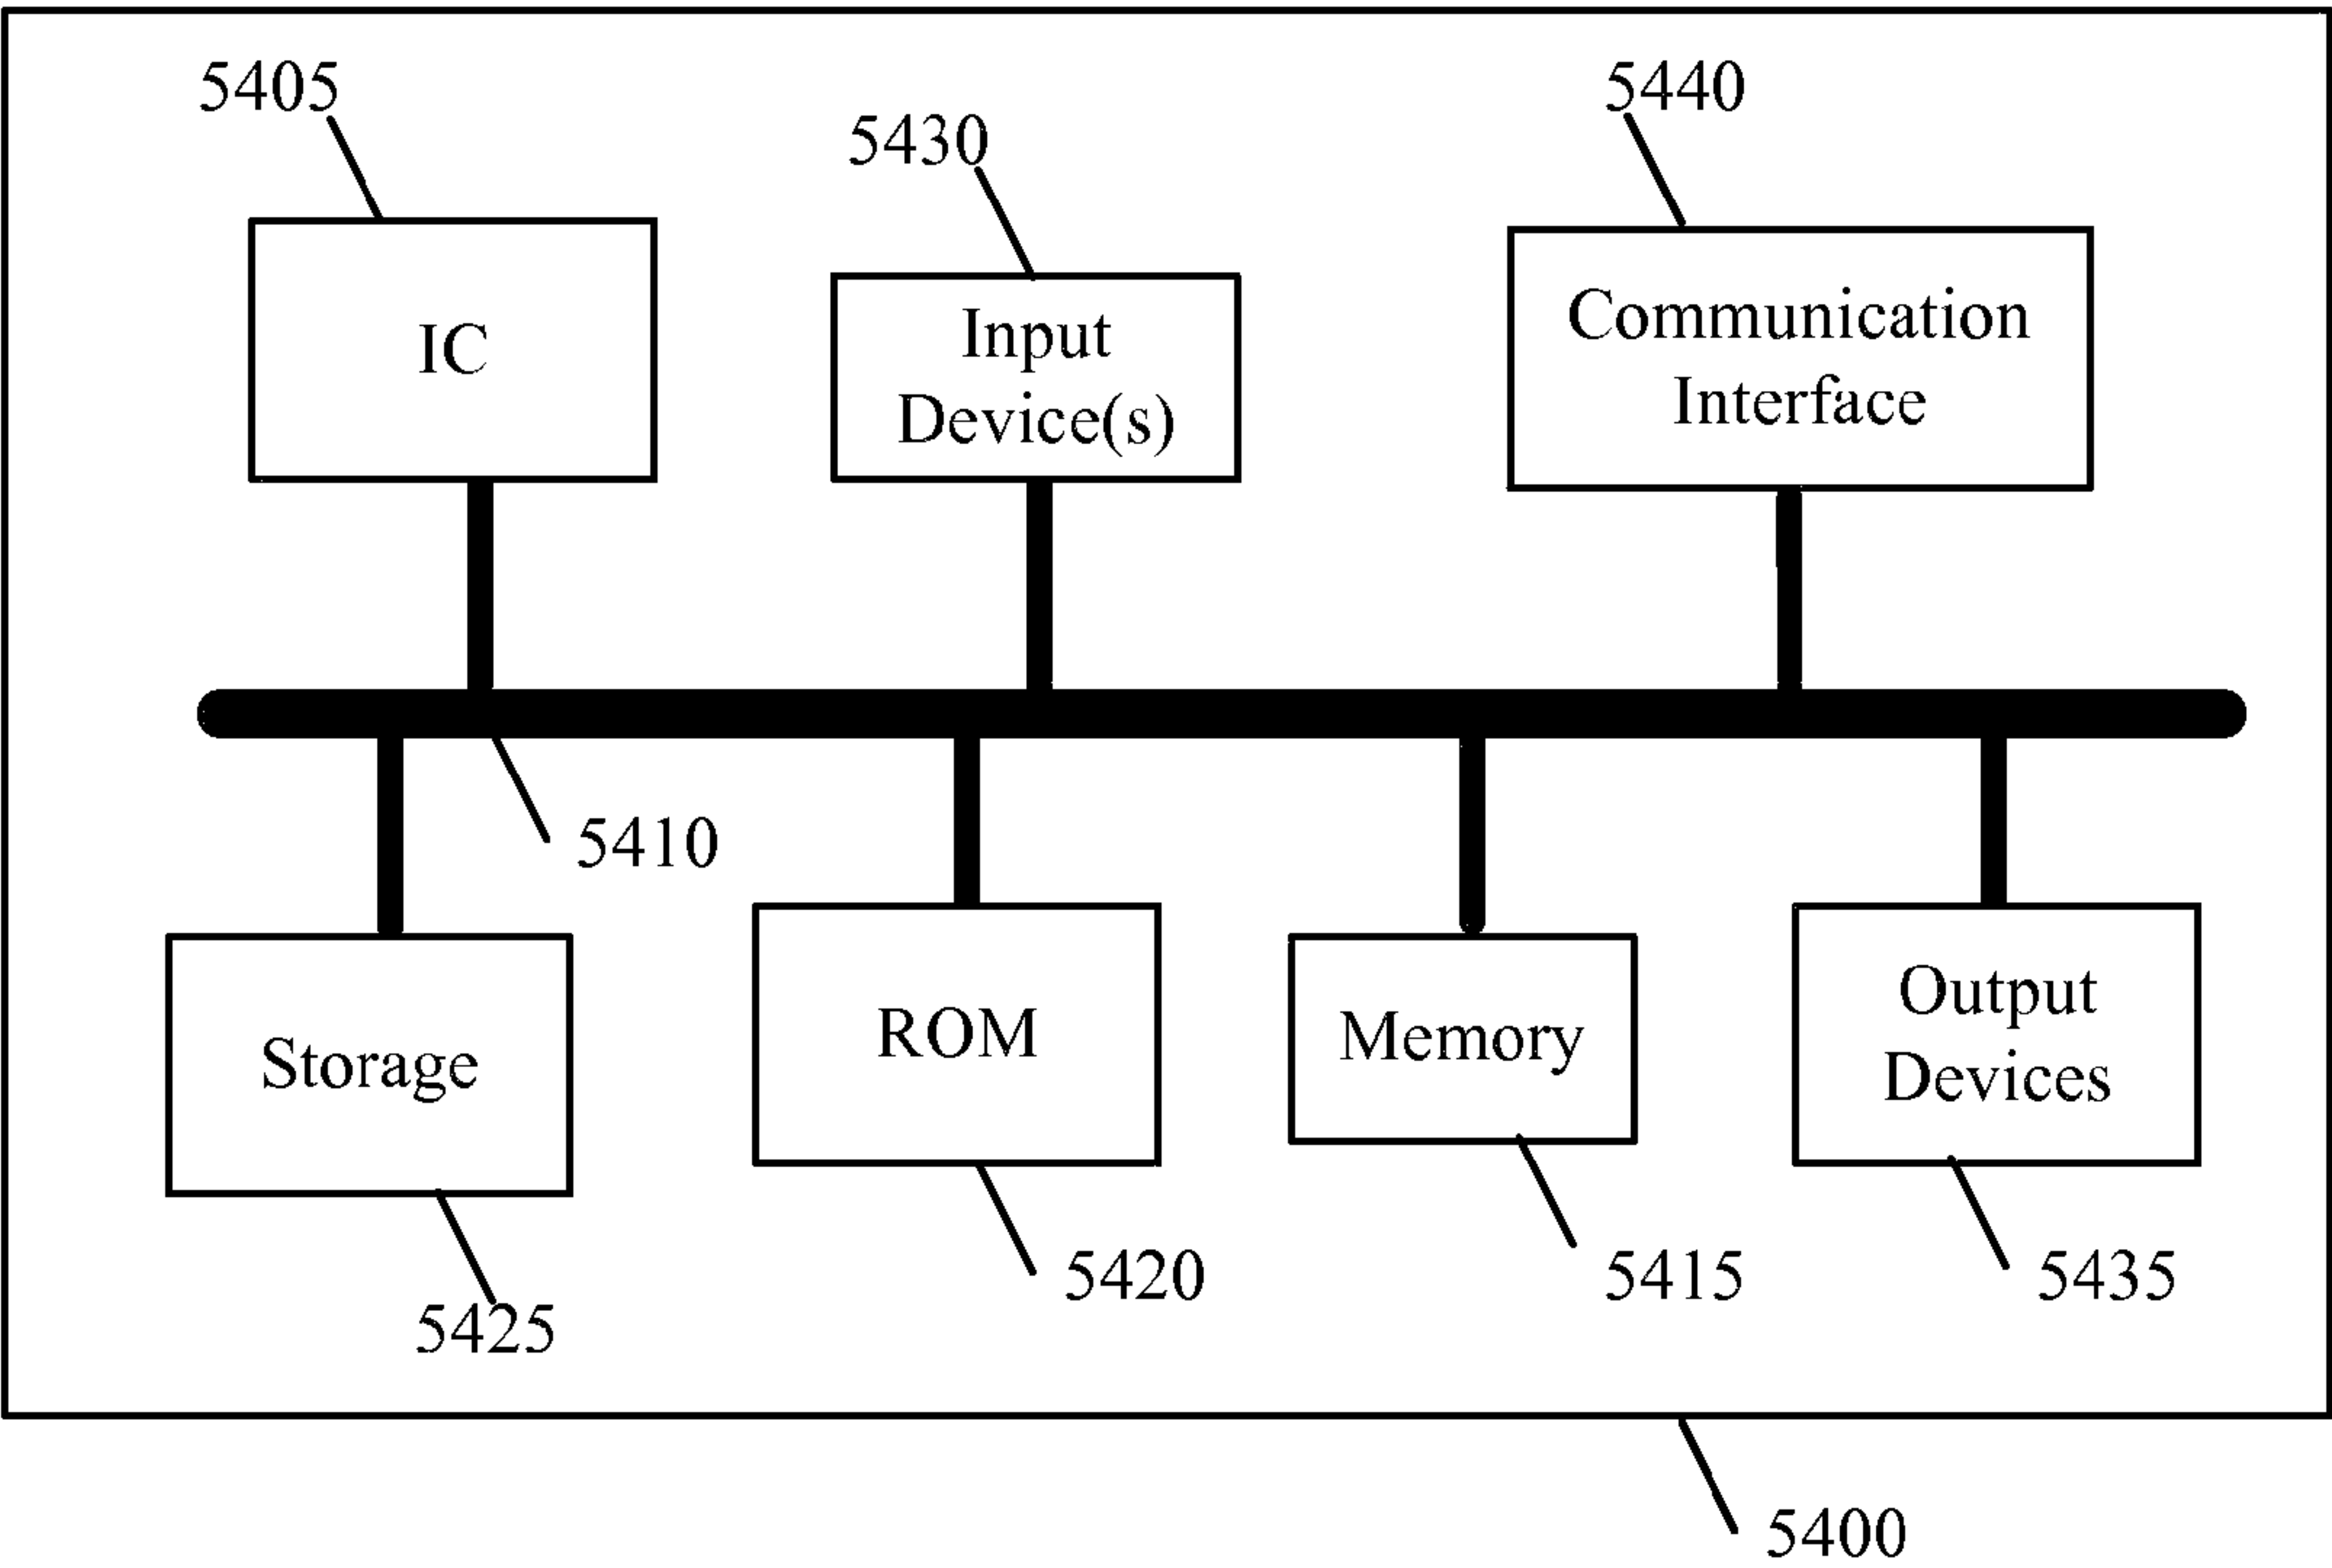 5405
5430
5440
IC
Input
Device(s)
Communication
Interface
5410
Storage
ROM
Memory
Output
Devices
5425
5420
5415
5435
5400